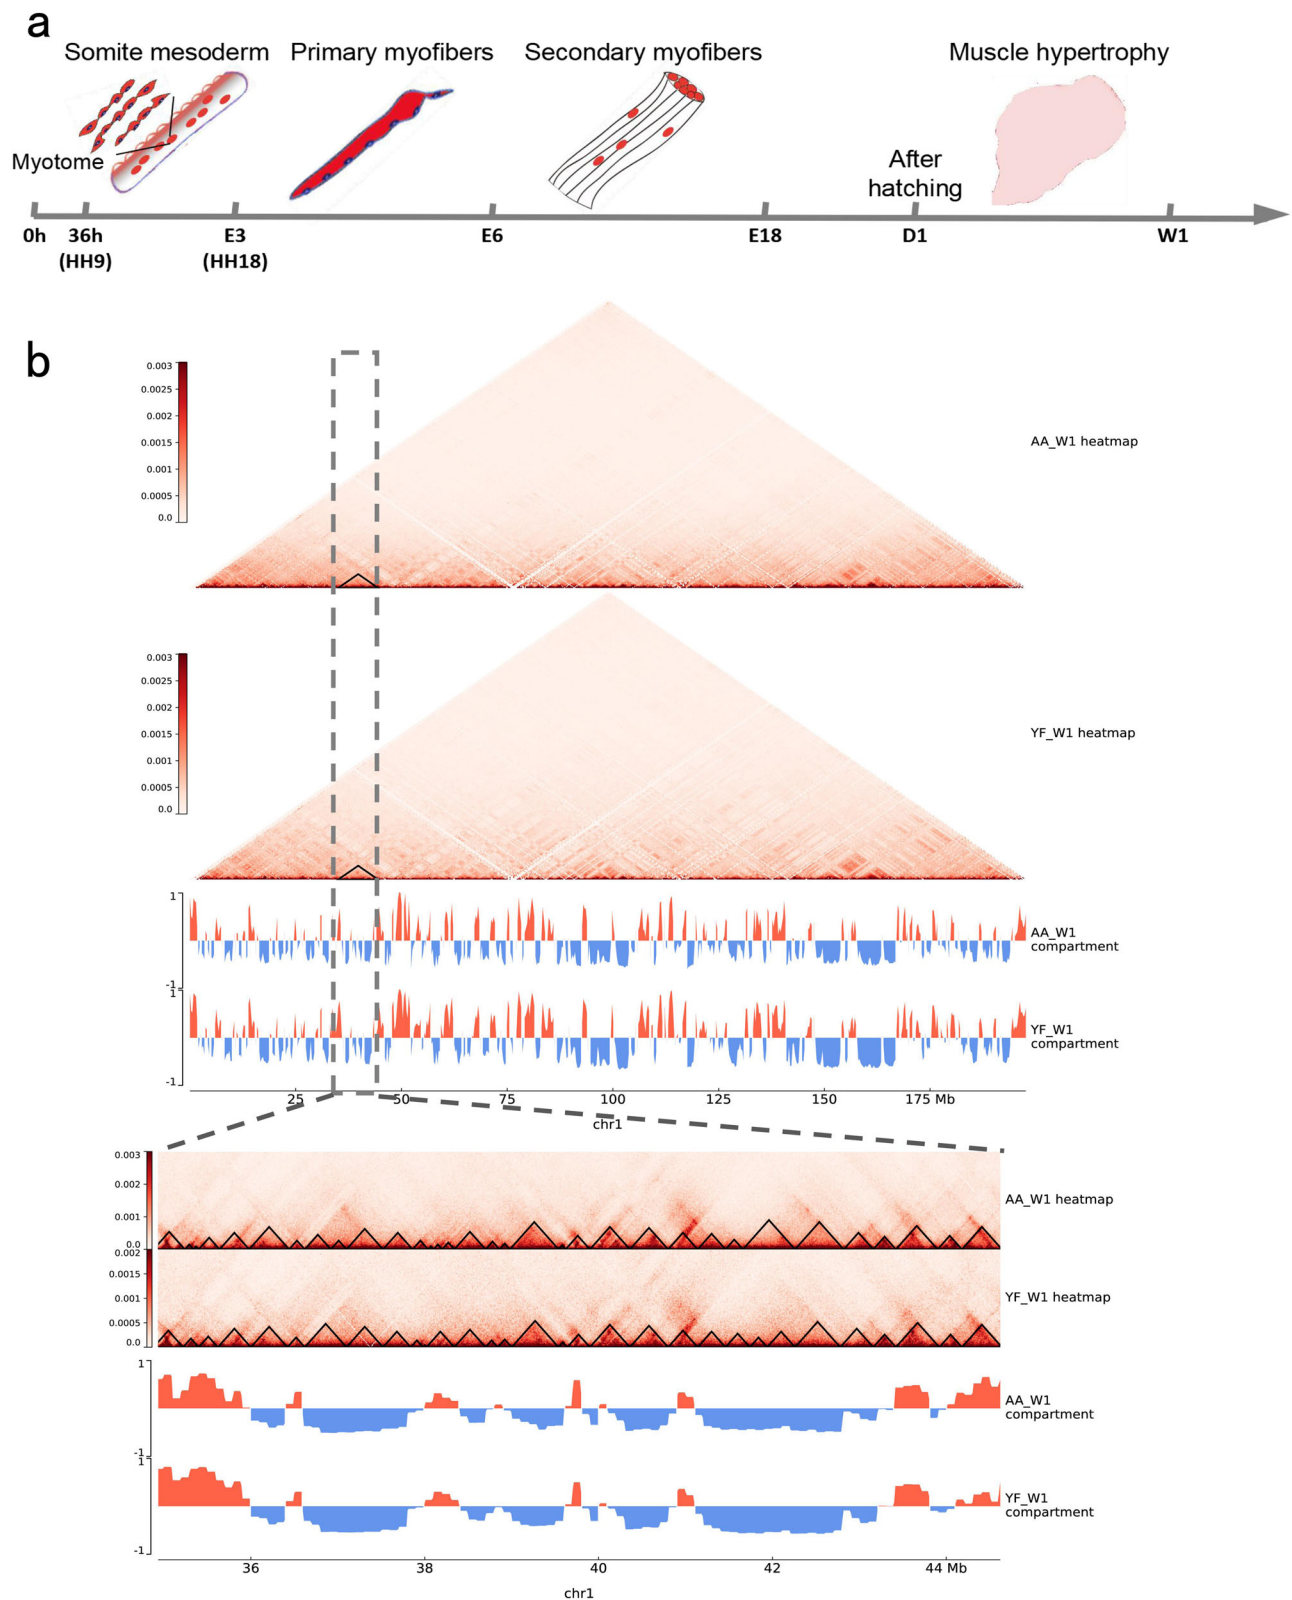 a
Somite mesoderm
Primary myofibers
Secondary myofibers
Muscle hypertrophy
Myotome
After
hatching
0h
36h
(HH9)
E3
(HH18)
E6
E18
D1
W1
b
0.003
0.0025
0.002
0.0015
0.001
0.0005
0.0
AA_W1 heatmap
0.003
0.0025
0.002
0.0015
0.001
0.0005
0.0
YF_W1 heatmap
1
-1
AA_W1
compartment
1
-1
YF_W1
compartment
25
50
75
100
125
150
175 Mb
chr1
0.003
0.002
0.001
0.0
AA_W1 heatmap
0.002
0.0015
0.001
0.0005
0.0
YF_W1 heatmap
1
-1
AA_W1
compartment
1
-1
YF_W1
compartment
36
38
40
42
44 Mb
chr1